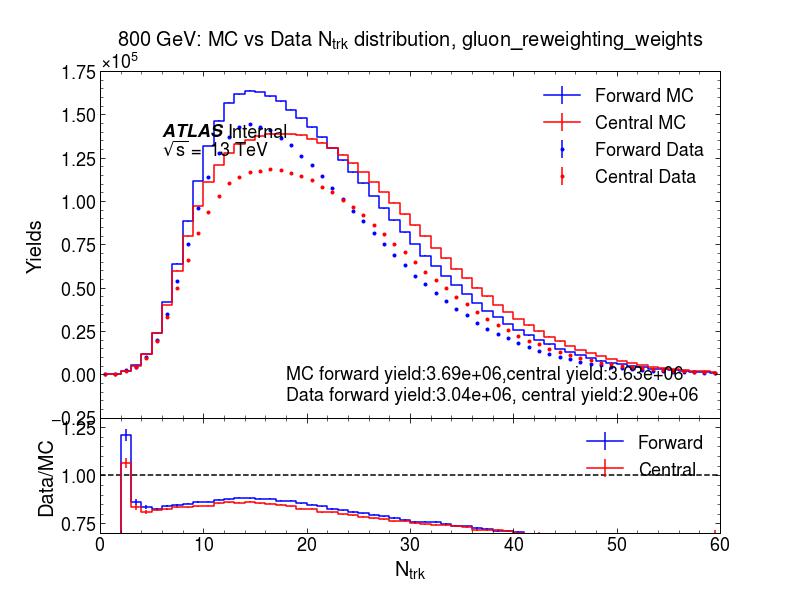 800 GeV: MC vs Data N_trk distribution, gluon_reweighting_weights
×10⁵
1.75
1.50
1.25
1.00
0.75
0.50
0.25
0.00
−0.25
Yields
ATLAS Internal
√s = 13 TeV
Forward MC
Central MC
Forward Data
Central Data
MC forward yield:3.69e+06,central yield:3.63e+06
Data forward yield:3.04e+06, central yield:2.90e+06
1.25
1.00
0.75
Data/MC
Forward
Central
0 10 20 30 40 50 60
N_trk